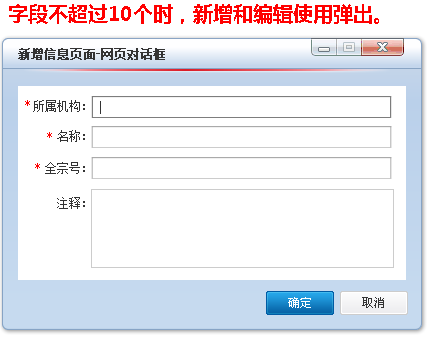 字段不超过10个时，新增和编辑使用弹出。
新增信息页面-网页对话框
*所属机构：
*名称：
*全宗号：
注释：
确定 取消